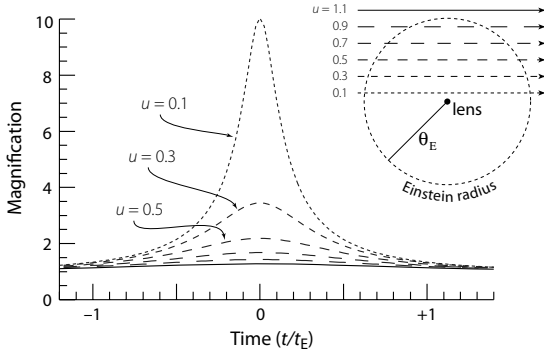 10
8
6
4
2
0
Magnification
u = 0.1
u = 0.3
u = 0.5
−1
0
+1
Time (t/tE)
u = 1.1
0.9
0.7
0.5
0.3
0.1
lens
θE
Einstein radius